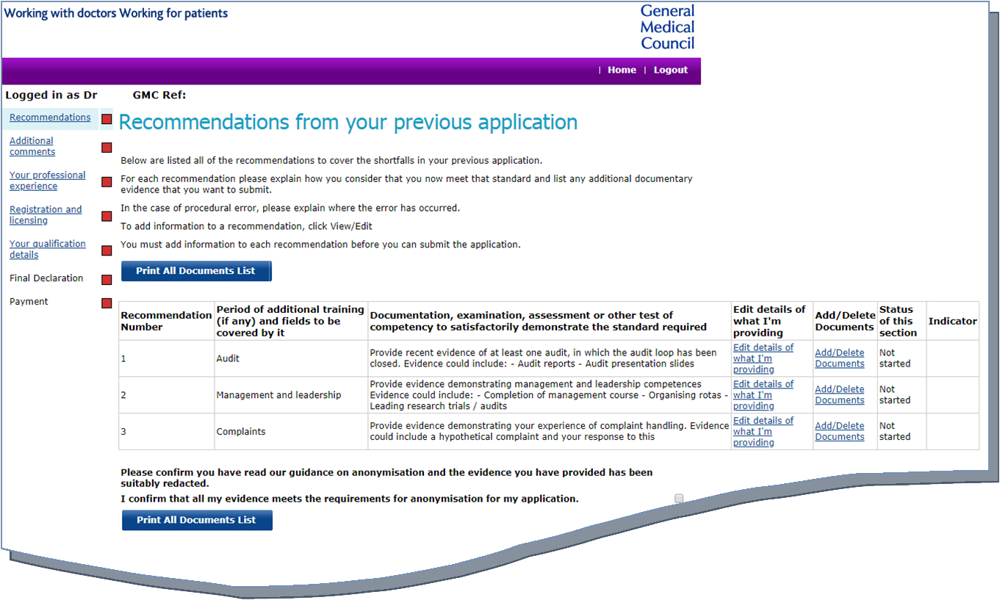 Working with doctors Working for patients
General
Medical
Council
| Home | Logout
Logged in as Dr GMC Ref:
Recommendations
Additional
comments
Your professional
experience
Registration and
licensing
Your qualification
details
Final Declaration
Payment
Recommendations from your previous application
Below are listed all of the recommendations to cover the shortfalls in your previous application.
For each recommendation please explain how you consider that you now meet that standard and list any additional documentary
evidence that you want to submit.
In the case of procedural error, please explain where the error has occurred.
To add information to a recommendation, click View/Edit
You must add information to each recommendation before you can submit the application.
Print All Documents List
Recommendation
Number
Period of additional training
(if any) and fields to be
covered by it
Documentation, examination, assessment or other test of
competency to satisfactorily demonstrate the standard required
Edit details of
what I'm
providing
Add/Delete
Documents
Status
of this
section
Indicator
1
Audit
Provide recent evidence of at least one audit, in which the audit loop has been
closed. Evidence could include: - Audit reports - Audit presentation slides
Edit details of
what I'm
providing
Add/Delete
Documents
Not
started
2
Management and leadership
Provide evidence demonstrating management and leadership competences
Evidence could include: - Completion of management course - Organising rotas -
Leading research trials / audits
Edit details of
what I'm
providing
Add/Delete
Documents
Not
started
3
Complaints
Provide evidence demonstrating your experience of complaint handling. Evidence
could include a hypothetical complaint and your response to this
Edit details of
what I'm
providing
Add/Delete
Documents
Not
started
Please confirm you have read our guidance on anonymisation and the evidence you have provided has been
suitably redacted.
I confirm that all my evidence meets the requirements for anonymisation for my application.
Print All Documents List